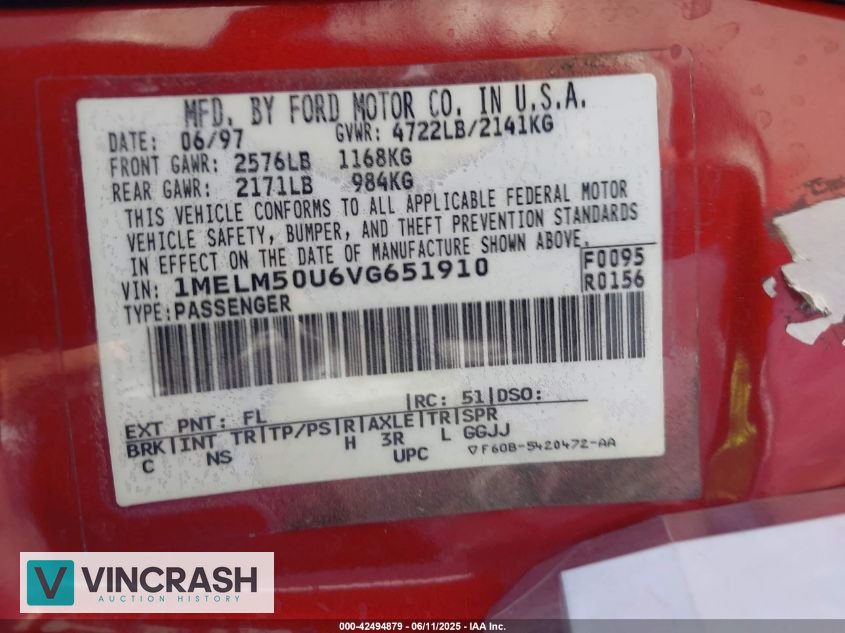 MFD. BY FORD MOTOR CO. IN U.S.A.
DATE: 06/97 GVWR: 4722LB/2141KG
FRONT GAWR: 2576LB 1168KG
REAR GAWR: 2171LB 984KG
THIS VEHICLE CONFORMS TO ALL APPLICABLE FEDERAL MOTOR
VEHICLE SAFETY, BUMPER, AND THEFT PREVENTION STANDARDS
IN EFFECT ON THE DATE OF MANUFACTURE SHOWN ABOVE.
VIN: 1MELM50U6VG651910
F0095
R0156
TYPE: PASSENGER
EXT PNT: FL |RC: 51|DSO:
BRK|INT TR|TP/PS|R|AXLE|TR|SPR
C NS H 3R L GGJJ
UPC ▽F60B-5420472-AA
VINCRASH
AUCTION HISTORY
000-42494879 - 06/11/2025 - IAA Inc.